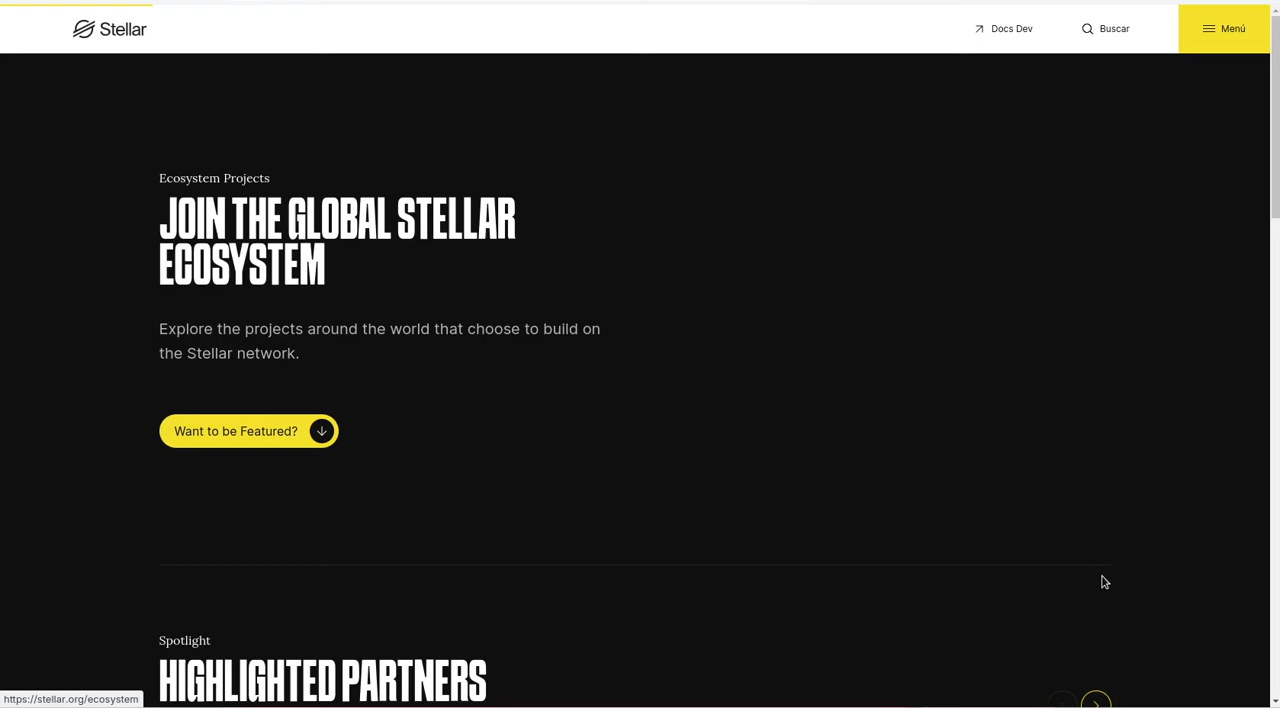 Stellar
Docs Dev
Buscar
Menú
Ecosystem Projects
JOIN THE GLOBAL STELLAR
ECOSYSTEM
Explore the projects around the world that choose to build on
the Stellar network.
Want to be Featured?
Spotlight
HIGHLIGHTED PARTNERS
https://stellar.org/ecosystem